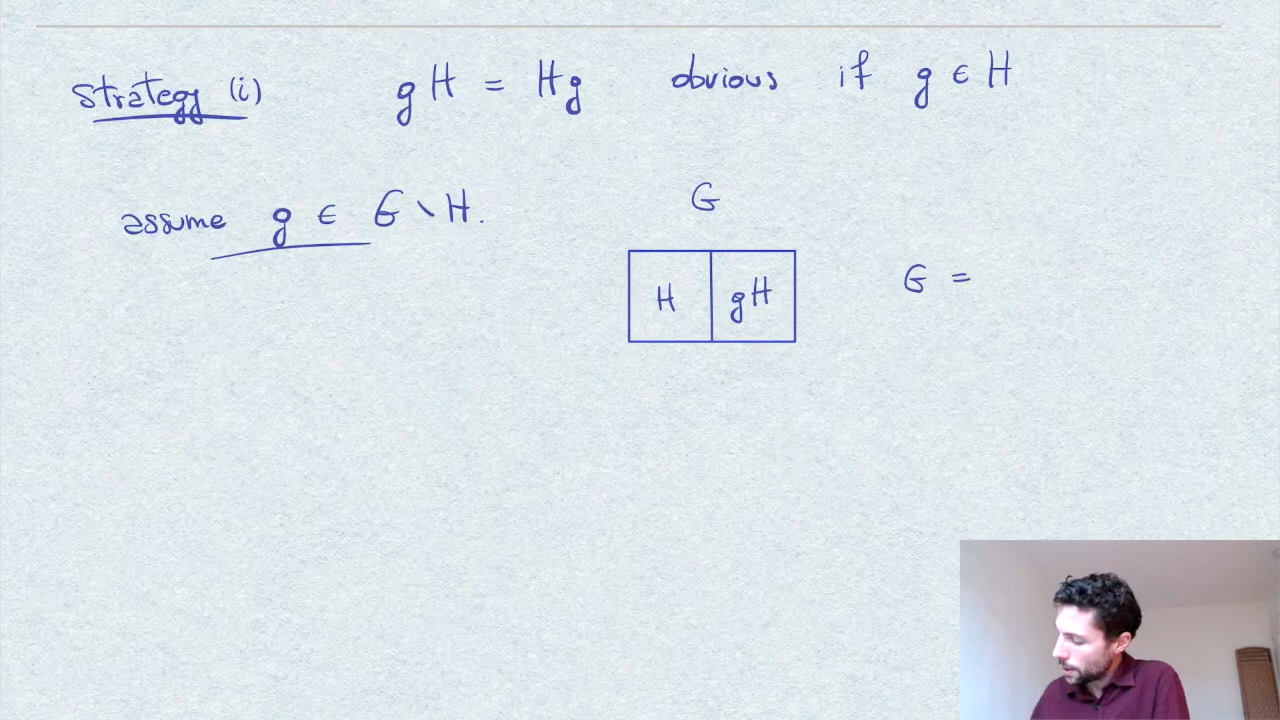 strategy (i) gH = Hg obvious if g ∈ H
assume g ∈ G \ H.
G
H gH
G =